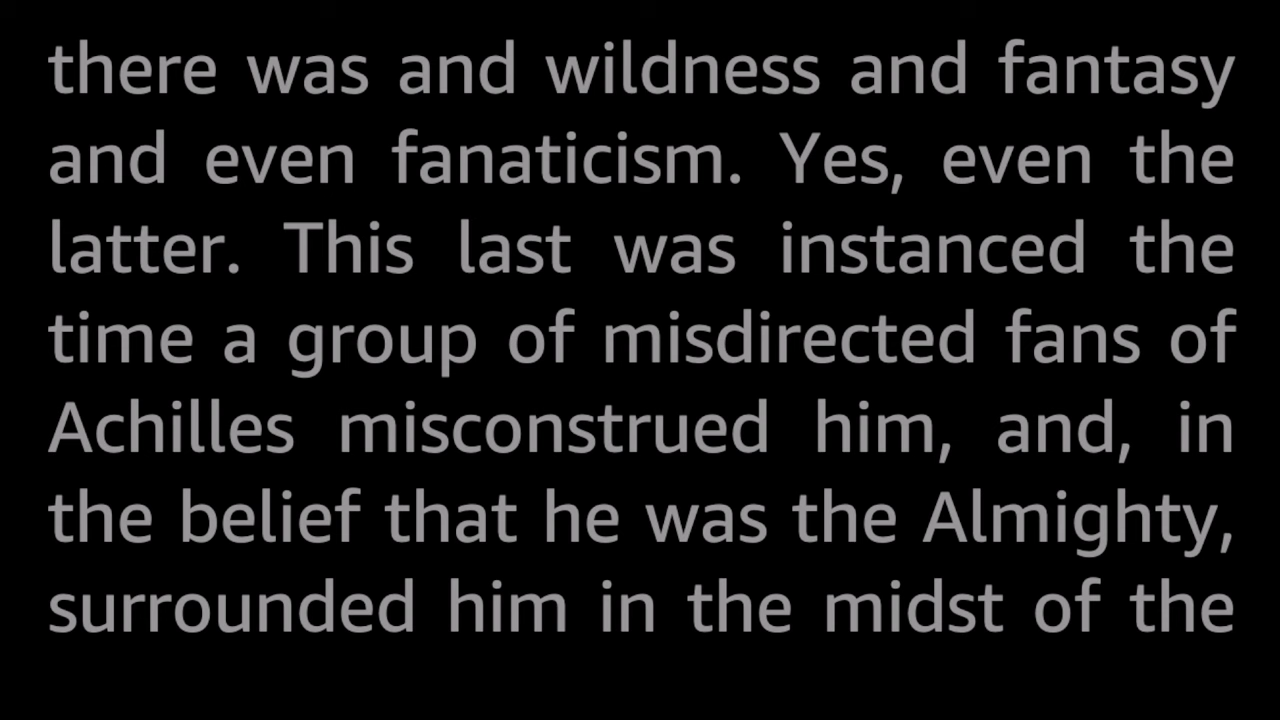 there was and wildness and fantasy
and even fanaticism. Yes, even the
latter. This last was instanced the
time a group of misdirected fans of
Achilles misconstrued him, and, in
the belief that he was the Almighty,
surrounded him in the midst of the